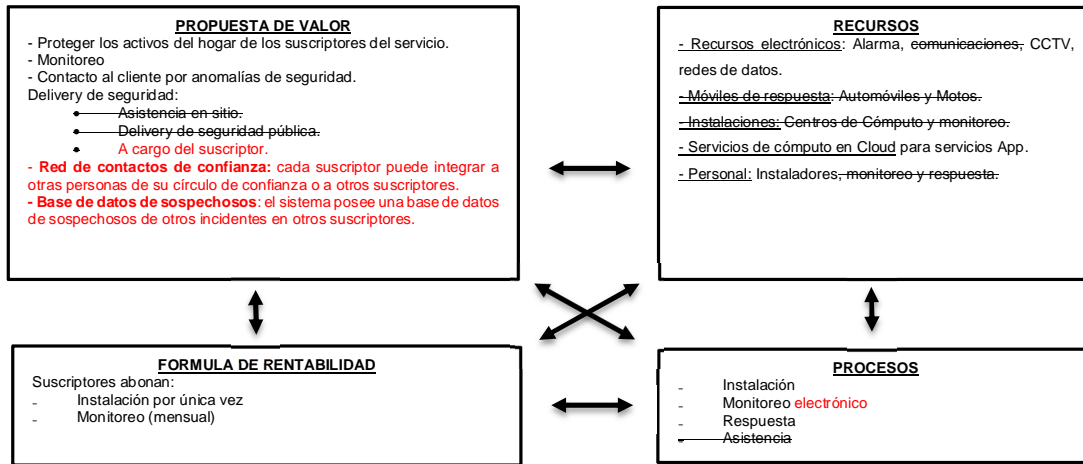 PROPUESTA DE VALOR
- Proteger los activos del hogar de los suscriptores del servicio.
- Monitoreo
- Contacto al cliente por anomalías de seguridad.
Delivery de seguridad:
• Asistencia en sitio.
• Delivery de seguridad pública.
• A cargo del suscriptor.
- Red de contactos de confianza: cada suscriptor puede integrar a
otras personas de su círculo de confianza o a otros suscriptores.
- Base de datos de sospechosos: el sistema posee una base de datos
de sospechosos de otros incidentes en otros suscriptores.
RECURSOS
- Recursos electrónicos: Alarma, comunicaciones, CCTV,
redes de datos.
- Móviles de respuesta: Automóviles y Motos.
- Instalaciones: Centros de Cómputo y monitoreo.
- Servicios de cómputo en Cloud para servicios App.
- Personal: Instaladores, monitoreo y respuesta.
FORMULA DE RENTABILIDAD
Suscriptores abonan:
- Instalación por única vez
- Monitoreo (mensual)
PROCESOS
- Instalación
- Monitoreo electrónico
- Respuesta
- Asistencia